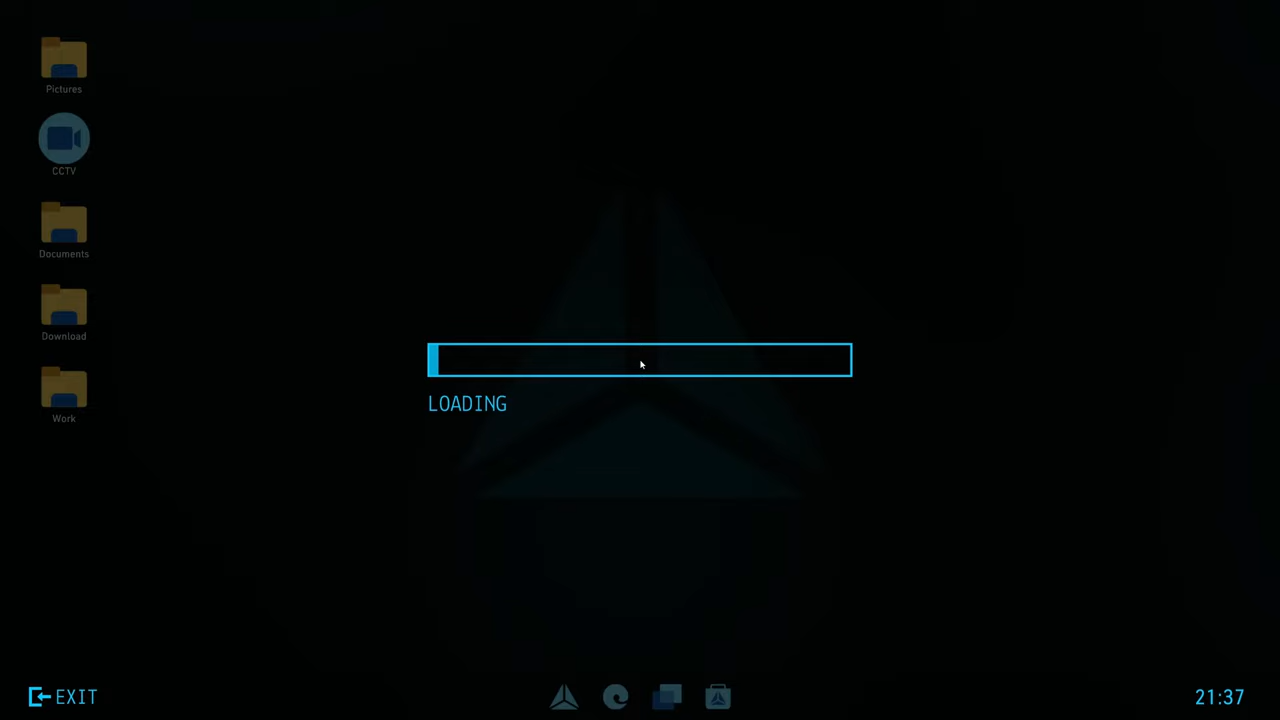 Pictures
CCTV
Documents
Download
Work
LOADING
EXIT
21:37